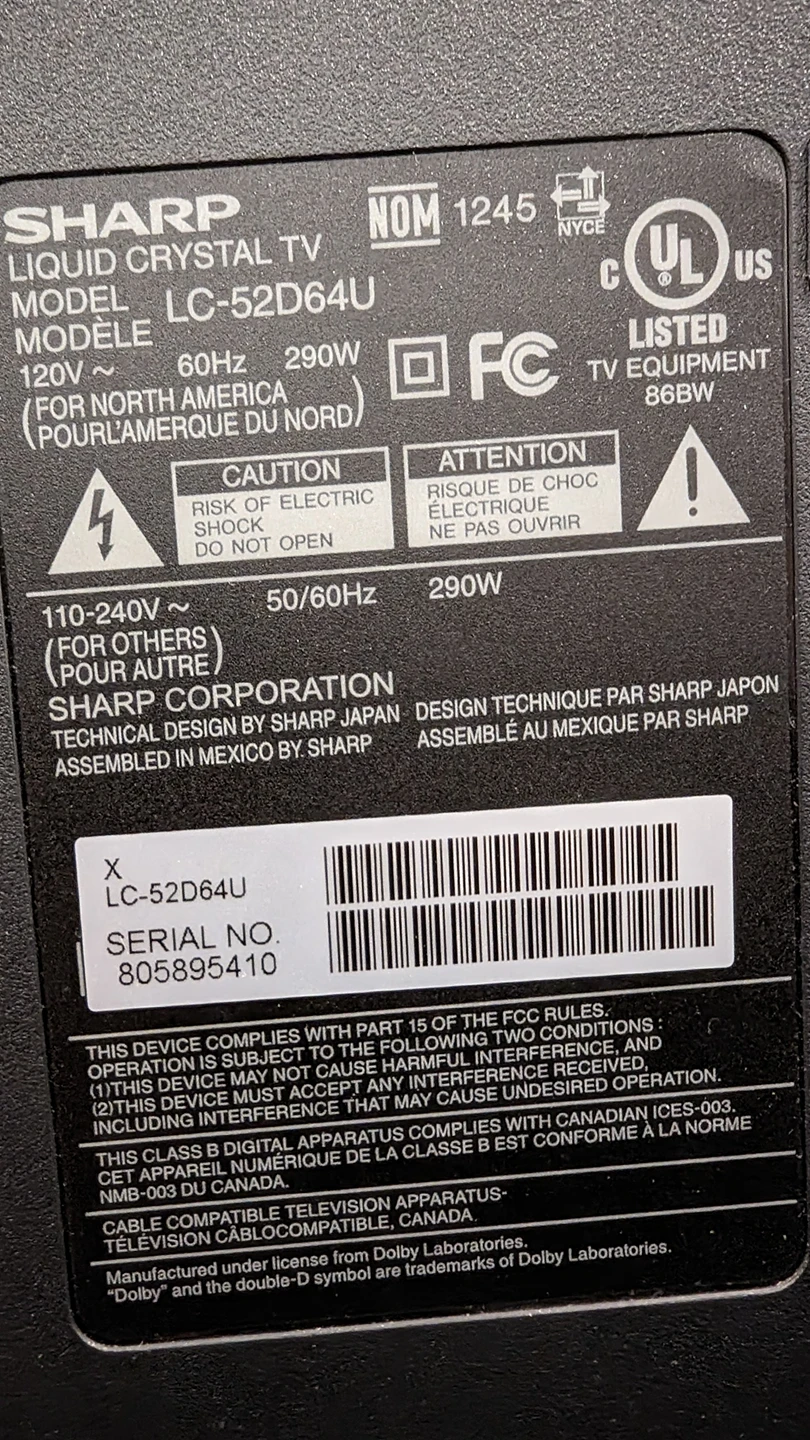 SHARP
NOM 1245
NYCE
LIQUID CRYSTAL TV
C UL US
®
MODEL LC-52D64U
MODÈLE
LISTED
TV EQUIPMENT
86BW
120V ~ 60Hz 290W
FC
(FOR NORTH AMERICA
POURL'AMERQUE DU NORD)
CAUTION
RISK OF ELECTRIC
SHOCK
DO NOT OPEN
ATTENTION
RISQUE DE CHOC
ÉLECTRIQUE
NE PAS OUVRIR
110-240V ~ 50/60Hz 290W
(FOR OTHERS
POUR AUTRE)
SHARP CORPORATION
TECHNICAL DESIGN BY SHARP JAPAN
ASSEMBLED IN MEXICO BY SHARP
DESIGN TECHNIQUE PAR SHARP JAPON
ASSEMBLÉ AU MEXIQUE PAR SHARP
X
LC-52D64U
SERIAL NO.
805895410
THIS DEVICE COMPLIES WITH PART 15 OF THE FCC RULES.
OPERATION IS SUBJECT TO THE FOLLOWING TWO CONDITIONS :
(1)THIS DEVICE MAY NOT CAUSE HARMFUL INTERFERENCE, AND
(2)THIS DEVICE MUST ACCEPT ANY INTERFERENCE RECEIVED,
INCLUDING INTERFERENCE THAT MAY CAUSE UNDESIRED OPERATION.
THIS CLASS B DIGITAL APPARATUS COMPLIES WITH CANADIAN ICES-003.
CET APPAREIL NUMÉRIQUE DE LA CLASSE B EST CONFORME À LA NORME
NMB-003 DU CANADA.
CABLE COMPATIBLE TELEVISION APPARATUS-
TÉLÉVISION CÂBLOCOMPATIBLE, CANADA.
Manufactured under license from Dolby Laboratories.
"Dolby" and the double-D symbol are trademarks of Dolby Laboratories.